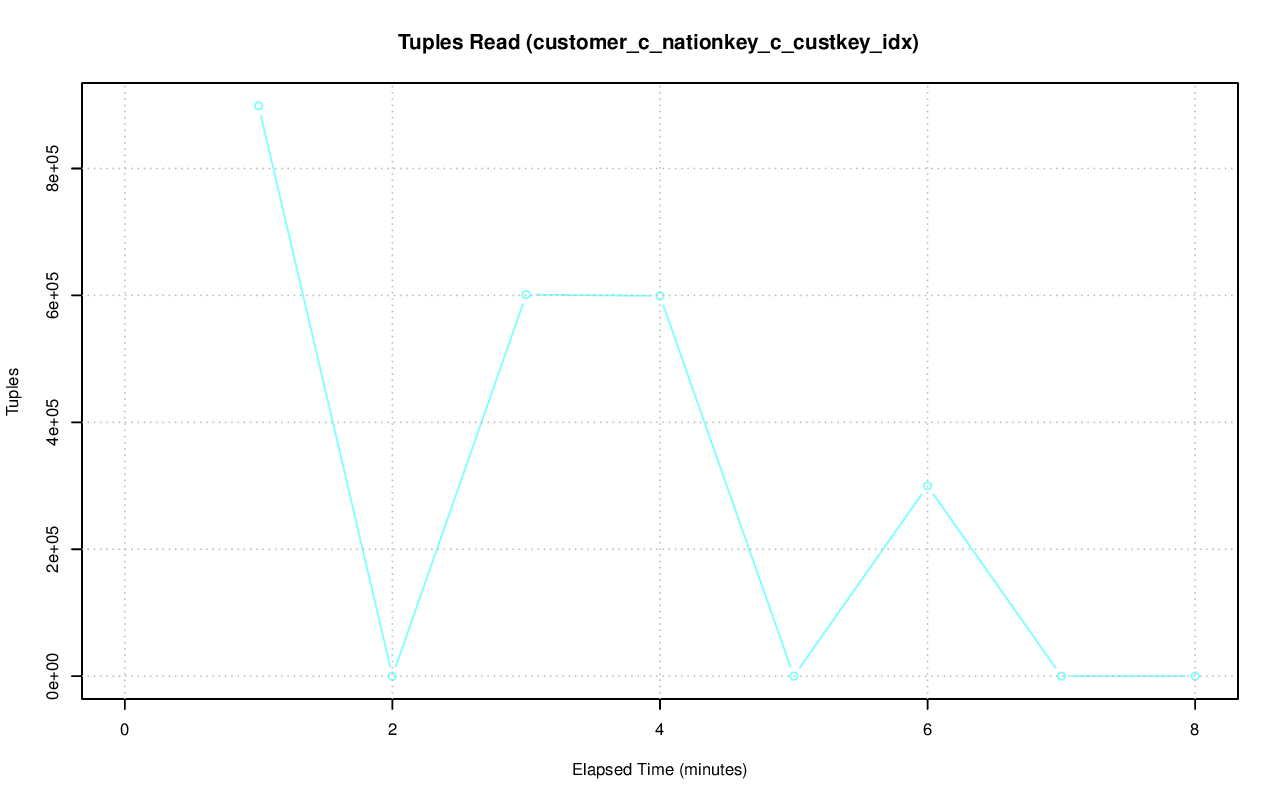 Tuples Read (customer_c_nationkey_c_custkey_idx)
8e+05
6e+05
4e+05
2e+05
0e+00
Tuples
0 2 4 6 8
Elapsed Time (minutes)